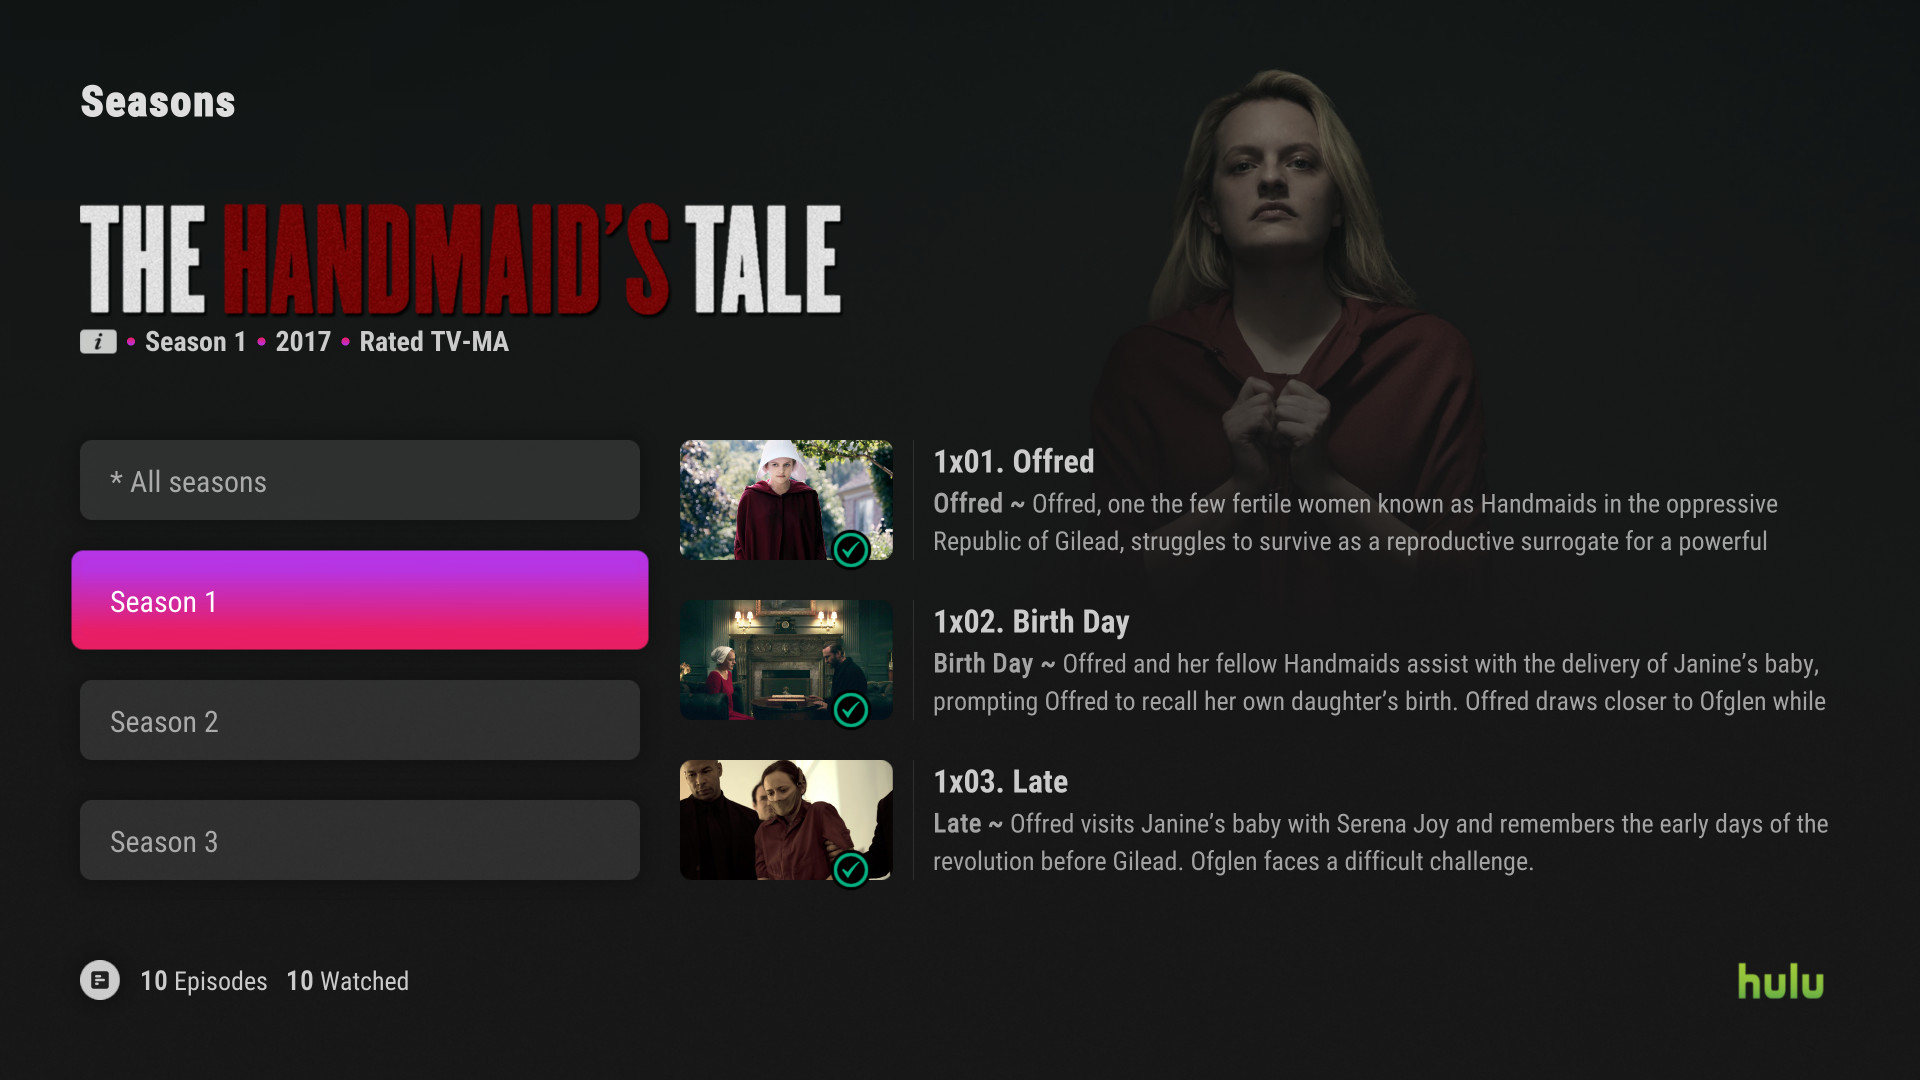 Seasons
THE HANDMAID'S TALE
i • Season 1 • 2017 • Rated TV-MA
* All seasons
Season 1
Season 2
Season 3
1x01. Offred
Offred ~ Offred, one the few fertile women known as Handmaids in the oppressive
Republic of Gilead, struggles to survive as a reproductive surrogate for a powerful
1x02. Birth Day
Birth Day ~ Offred and her fellow Handmaids assist with the delivery of Janine’s baby,
prompting Offred to recall her own daughter’s birth. Offred draws closer to Ofglen while
1x03. Late
Late ~ Offred visits Janine’s baby with Serena Joy and remembers the early days of the
revolution before Gilead. Ofglen faces a difficult challenge.
10 Episodes 10 Watched
hulu